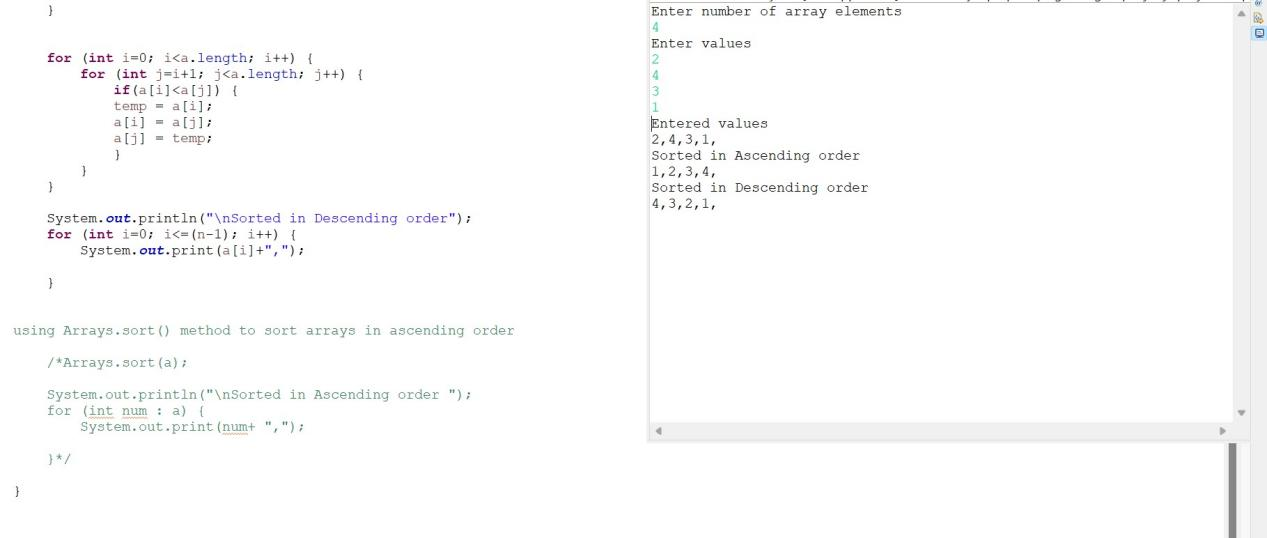 }
for (int i=0; i<a.length; i++) {
for (int j=i+1; j<a.length; j++) {
if(a[i]<a[j]) {
temp = a[i];
a[i] = a[j];
a[j] = temp;
}
}
}
System.out.println("\nSorted in Descending order");
for (int i=0; i<=(n-1); i++) {
System.out.print(a[i]+",");
}
using Arrays.sort() method to sort arrays in ascending order
/*Arrays.sort(a);
System.out.println("\nSorted in Ascending order ");
for (int num : a) {
System.out.print(num+ ",");
}*/
}
Enter number of array elements
4
Enter values
2
4
3
1
Entered values
2,4,3,1,
Sorted in Ascending order
1,2,3,4,
Sorted in Descending order
4,3,2,1,